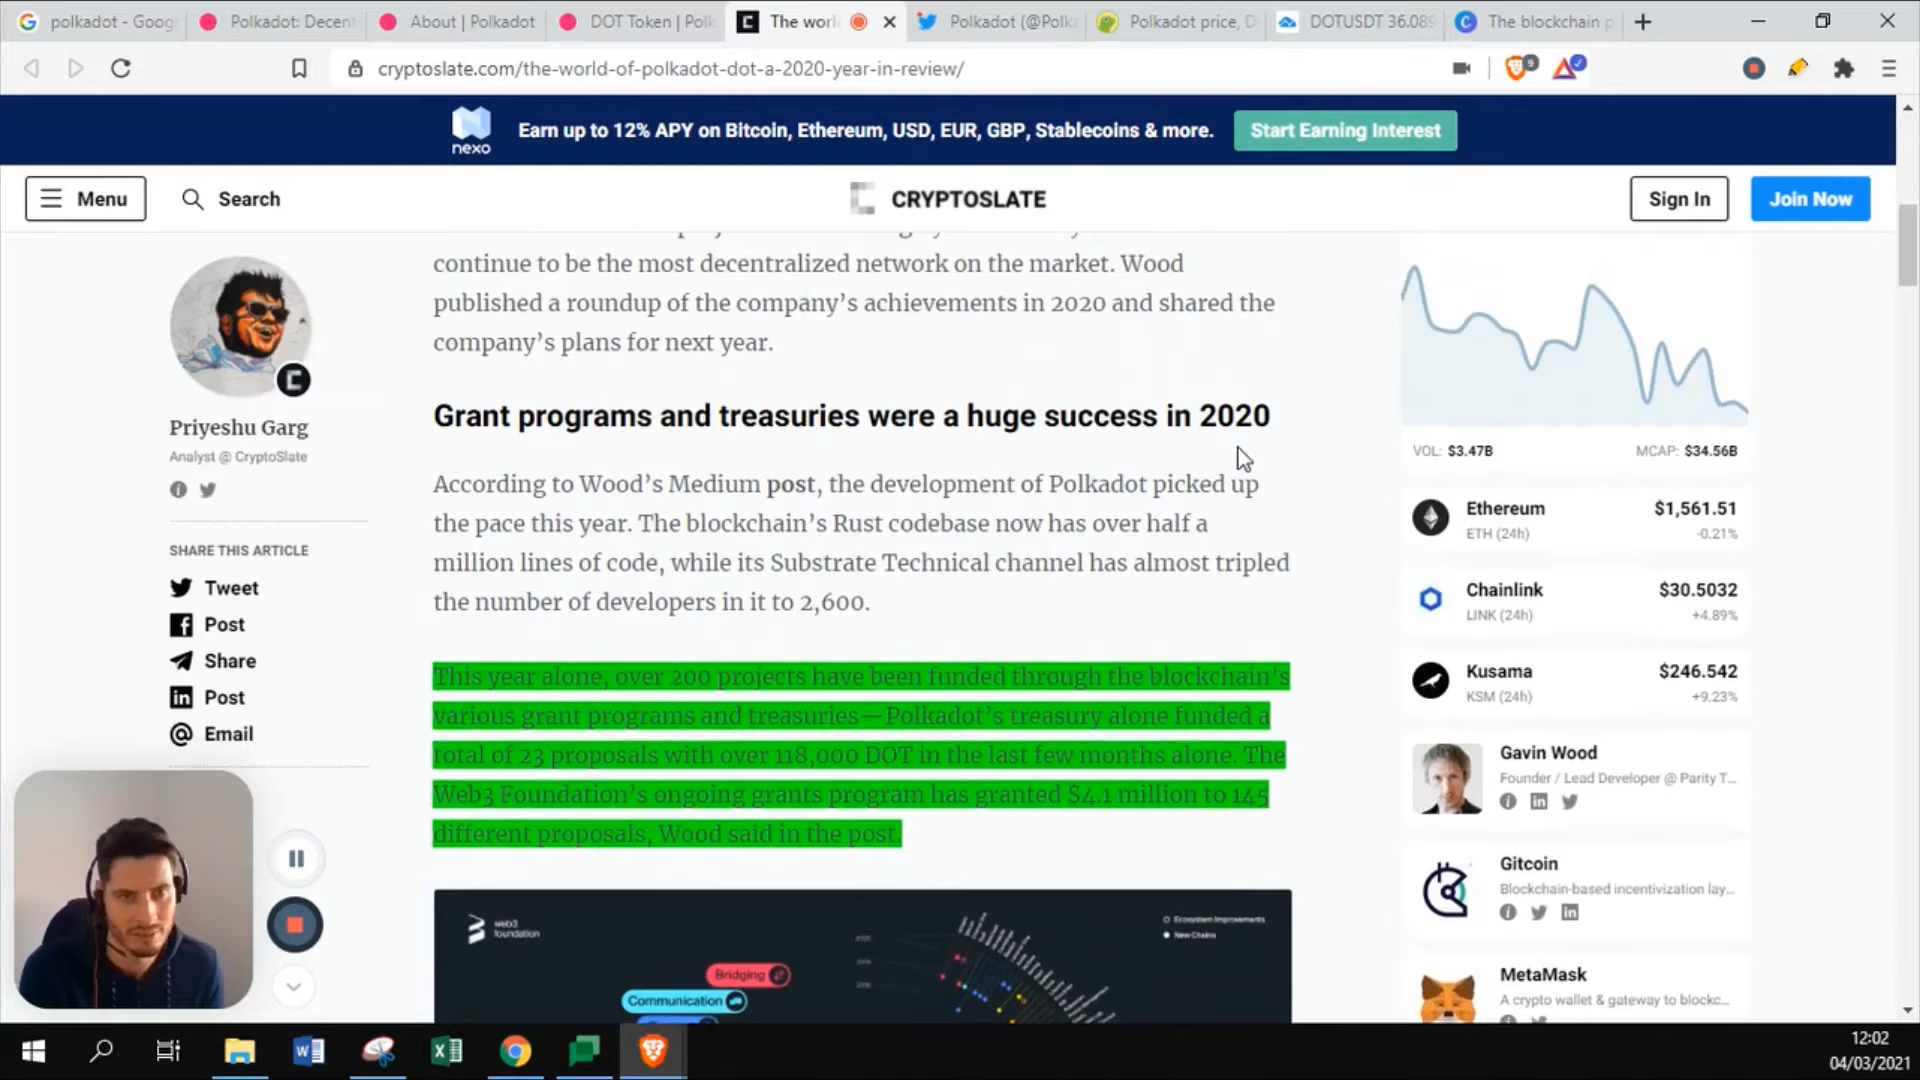 polkadot - Goog
Polkadot: Decent
About | Polkadot
DOT Token | Polk
The worl
Polkadot (@Polka
Polkadot price, D
DOTUSDT 36.089
The blockchain p
cryptoslate.com/the-world-of-polkadot-dot-a-2020-year-in-review/
9
nexo
Earn up to 12% APY on Bitcoin, Ethereum, USD, EUR, GBP, Stablecoins & more.
Start Earning Interest
Menu
Search
CRYPTOSLATE
Sign In
Join Now
continue to be the most decentralized network on the market. Wood
published a roundup of the company's achievements in 2020 and shared the
company's plans for next year.
Grant programs and treasuries were a huge success in 2020
According to Wood's Medium post, the development of Polkadot picked up
the pace this year. The blockchain's Rust codebase now has over half a
million lines of code, while its Substrate Technical channel has almost tripled
the number of developers in it to 2,600.
This year alone, over 200 projects have been funded through the blockchain's
various grant programs and treasuries—Polkadot's treasury alone funded a
total of 23 proposals with over 118,000 DOT in the last few months alone. The
Web3 Foundation's ongoing grants program has granted $4.1 million to 145
different proposals, Wood said in the post.
web3
foundation
Bridging
Communication
Ecosystem Improvements
New Chains
Priyeshu Garg
Analyst @ CryptoSlate
SHARE THIS ARTICLE
Tweet
Post
Share
Post
Email
VOL: $3.47B
MCAP: $34.56B
Ethereum
$1,561.51
ETH (24h)
-0.21%
Chainlink
$30.5032
LINK (24h)
+4.89%
Kusama
$246.542
KSM (24h)
+9.23%
Gavin Wood
Founder / Lead Developer @ Parity T...
Gitcoin
Blockchain-based incentivization lay...
MetaMask
A crypto wallet & gateway to blockc...
12:02
04/03/2021